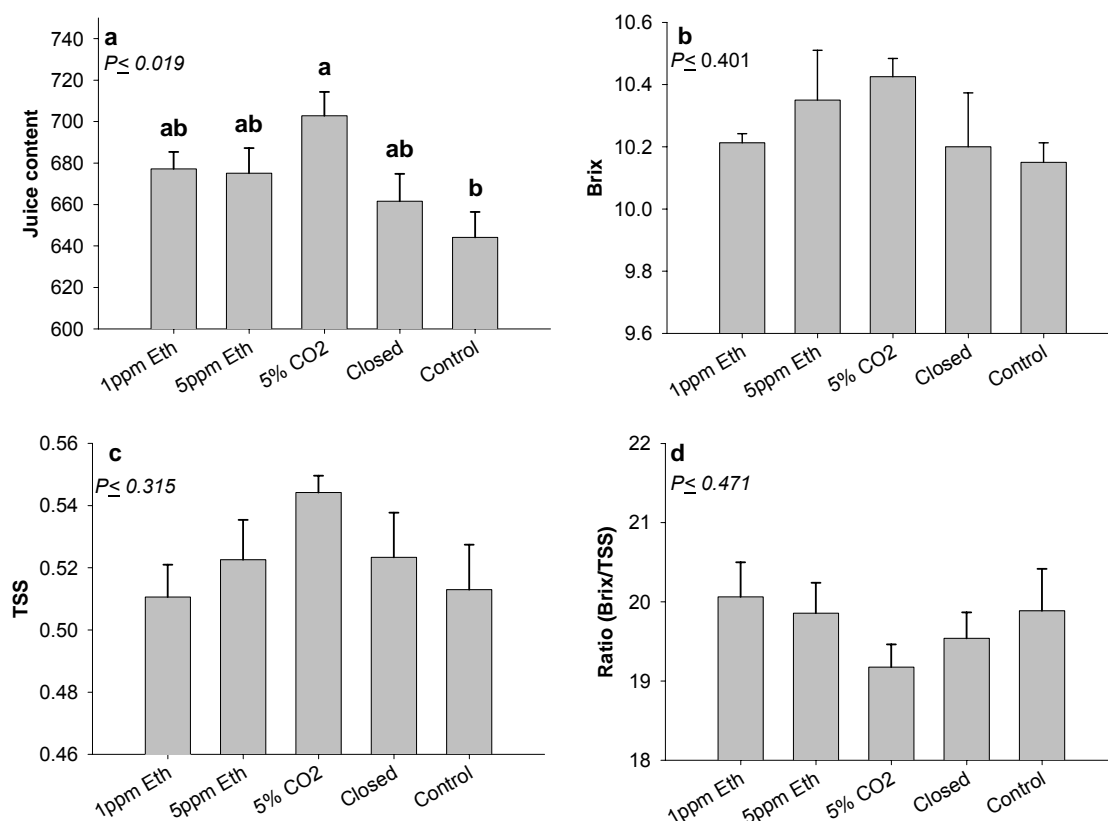 a
P≤ 0.019
Juice content
740
720
700
680
660
640
620
600
ab
ab
a
ab
b
1ppm Eth
5ppm Eth
5% CO2
Closed
Control
b
P≤ 0.401
Brix
10.6
10.4
10.2
10.0
9.8
9.6
1ppm Eth
5ppm Eth
5% CO2
Closed
Control
c
P≤ 0.315
TSS
0.56
0.54
0.52
0.50
0.48
0.46
1ppm Eth
5ppm Eth
5% CO2
Closed
Control
d
P≤ 0.471
Ratio (Brix/TSS)
22
21
20
19
18
1ppm Eth
5ppm Eth
5% CO2
Closed
Control